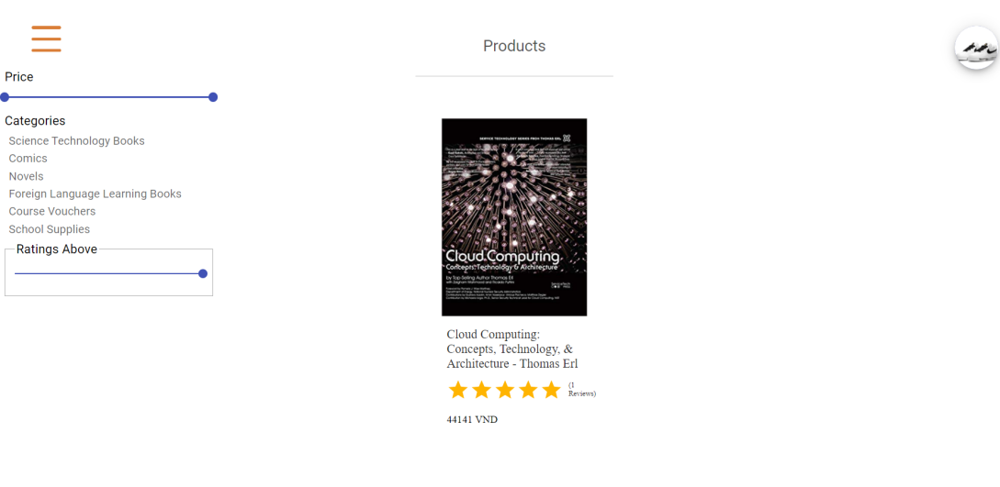 Products
Price
Categories
Science Technology Books
Comics
Novels
Foreign Language Learning Books
Course Vouchers
School Supplies
Ratings Above
SERVICE TECHNOLOGY SERIES FROM THOMAS ERL
Cloud Computing
Concepts, Technology & Architecture
by Top-Selling Author Thomas Erl
Cloud Computing:
Concepts, Technology, &
Architecture - Thomas Erl
(1
Reviews)
44141 VND